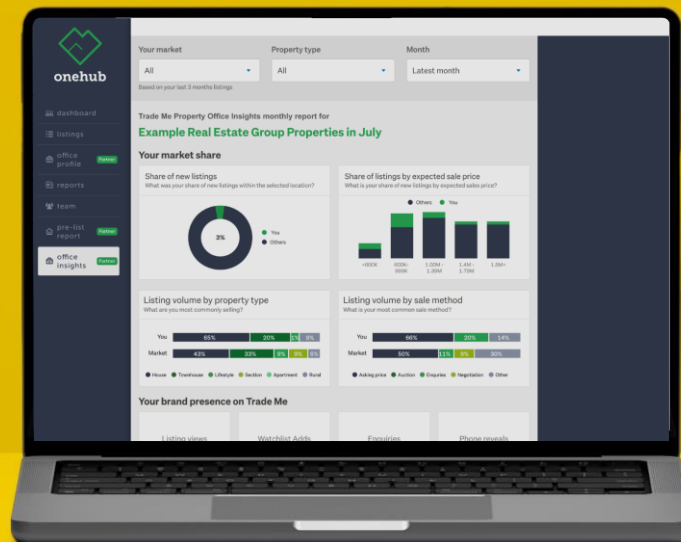 onehub
dashboard
listings
office profile Partner
reports
team
pre-list report Partner
office insights Partner
Your market
Property type
Month
All
All
Latest month
Based on your last 3 months listings
Trade Me Property Office Insights monthly report for
Example Real Estate Group Properties in July
Your market share
Share of new listings
What was your share of new listings within the selected location?
3%
You
Others
Share of listings by expected sale price
What is your share of new listings by expected sales price?
Others You
1.00M - 1.39M
1.4M - 1.79M
Listing volume by property type
What are you most commonly selling?
You 65% 20% 1%
Market 43% 33% 6%
House Townhouse Lifestyle Section Apartment Rural
Listing volume by sale method
What is your most common sale method?
You 66% 20% 14%
Market 50% 11% 9% 30%
Asking price Auction Enquiries Negotiation Other
Your brand presence on Trade Me
Listing views
Watchlist Adds
Enquiries
Phone reveals